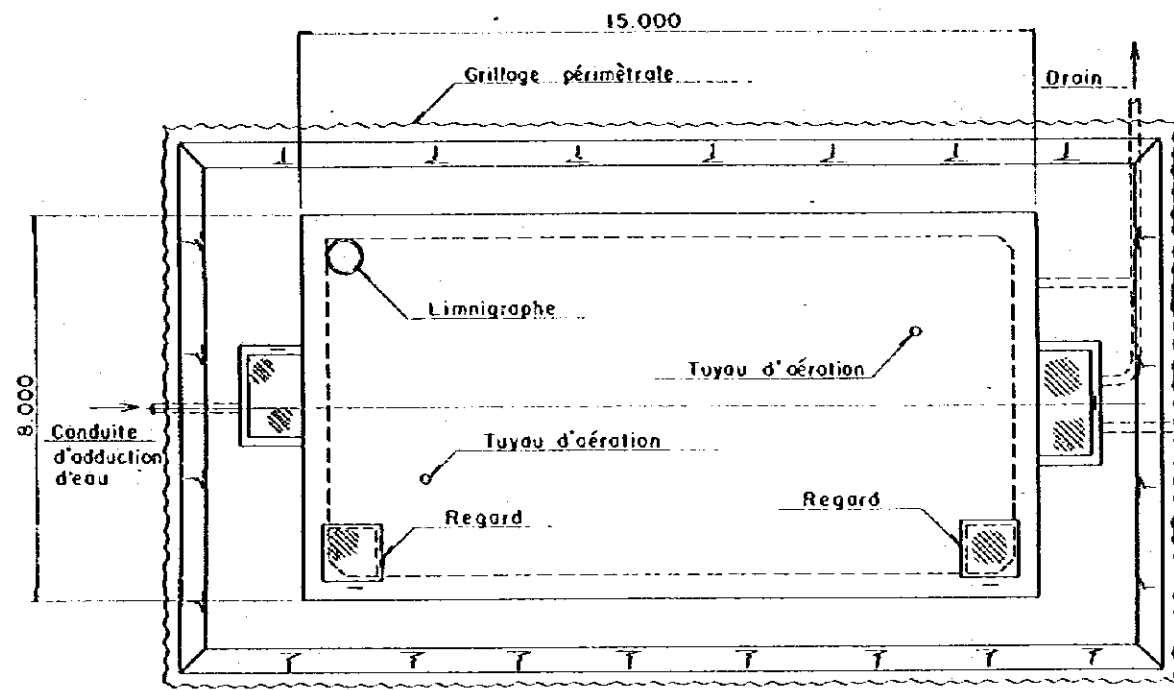 15.000
Grillage périmètrale
Drain
Limnigraphe
Tuyau d'aération
8.000
Conduite
d'adduction
d'eau
Tuyau d'aération
Regard
Regard